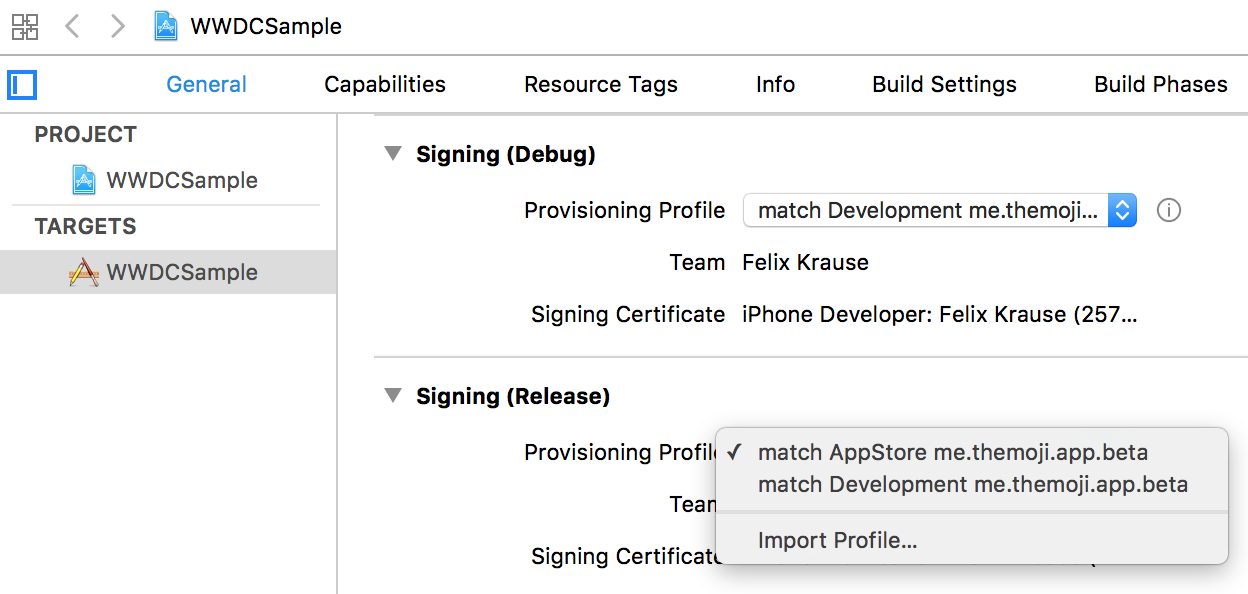 WWDCSample
General Capabilities Resource Tags Info Build Settings Build Phases
PROJECT
WWDCSample
TARGETS
WWDCSample
Signing (Debug)
Provisioning Profile match Development me.themoji...
Team Felix Krause
Signing Certificate iPhone Developer: Felix Krause (257...
Signing (Release)
Provisioning Profile
✓ match AppStore me.themoji.app.beta
match Development me.themoji.app.beta
Team
Import Profile...
Signing Certificate